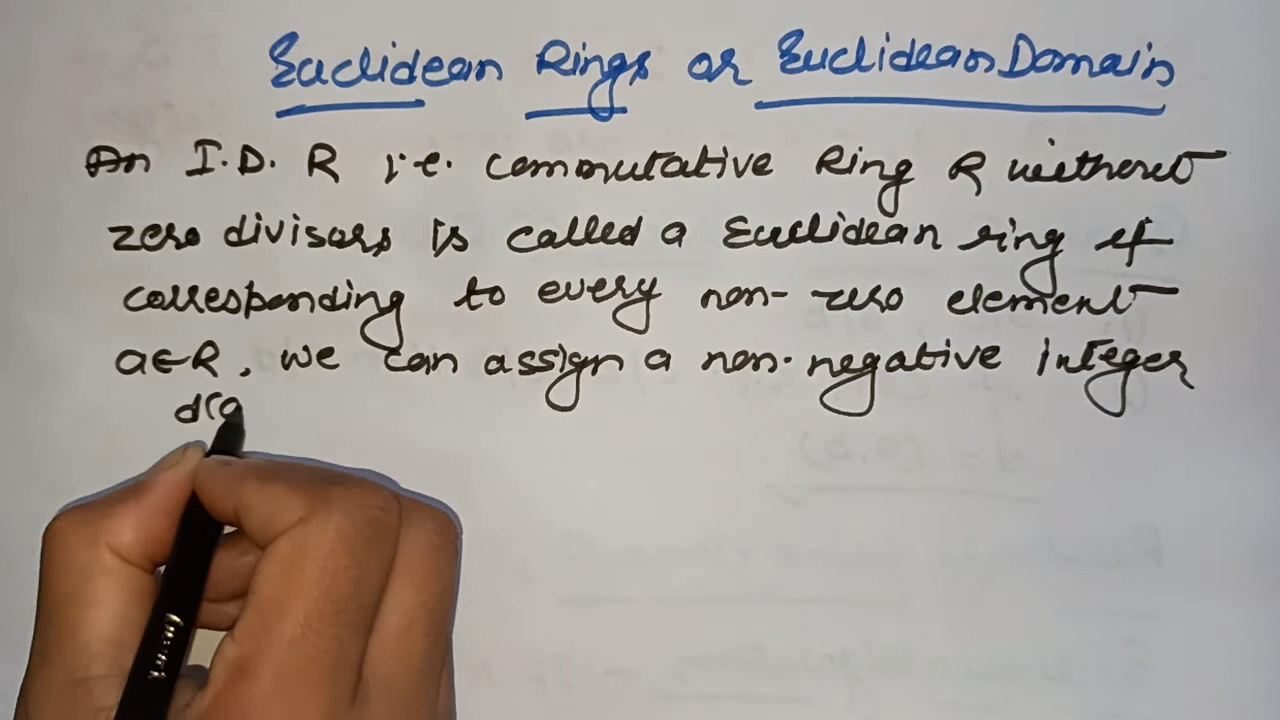 Euclidean Rings or Euclidean Domain
An I.D. R i.e. commutative Ring R without
zero divisors is called a Euclidean ring if
corresponding to every non-zero element
a∈R, we can assign a non-negative integer
d(a